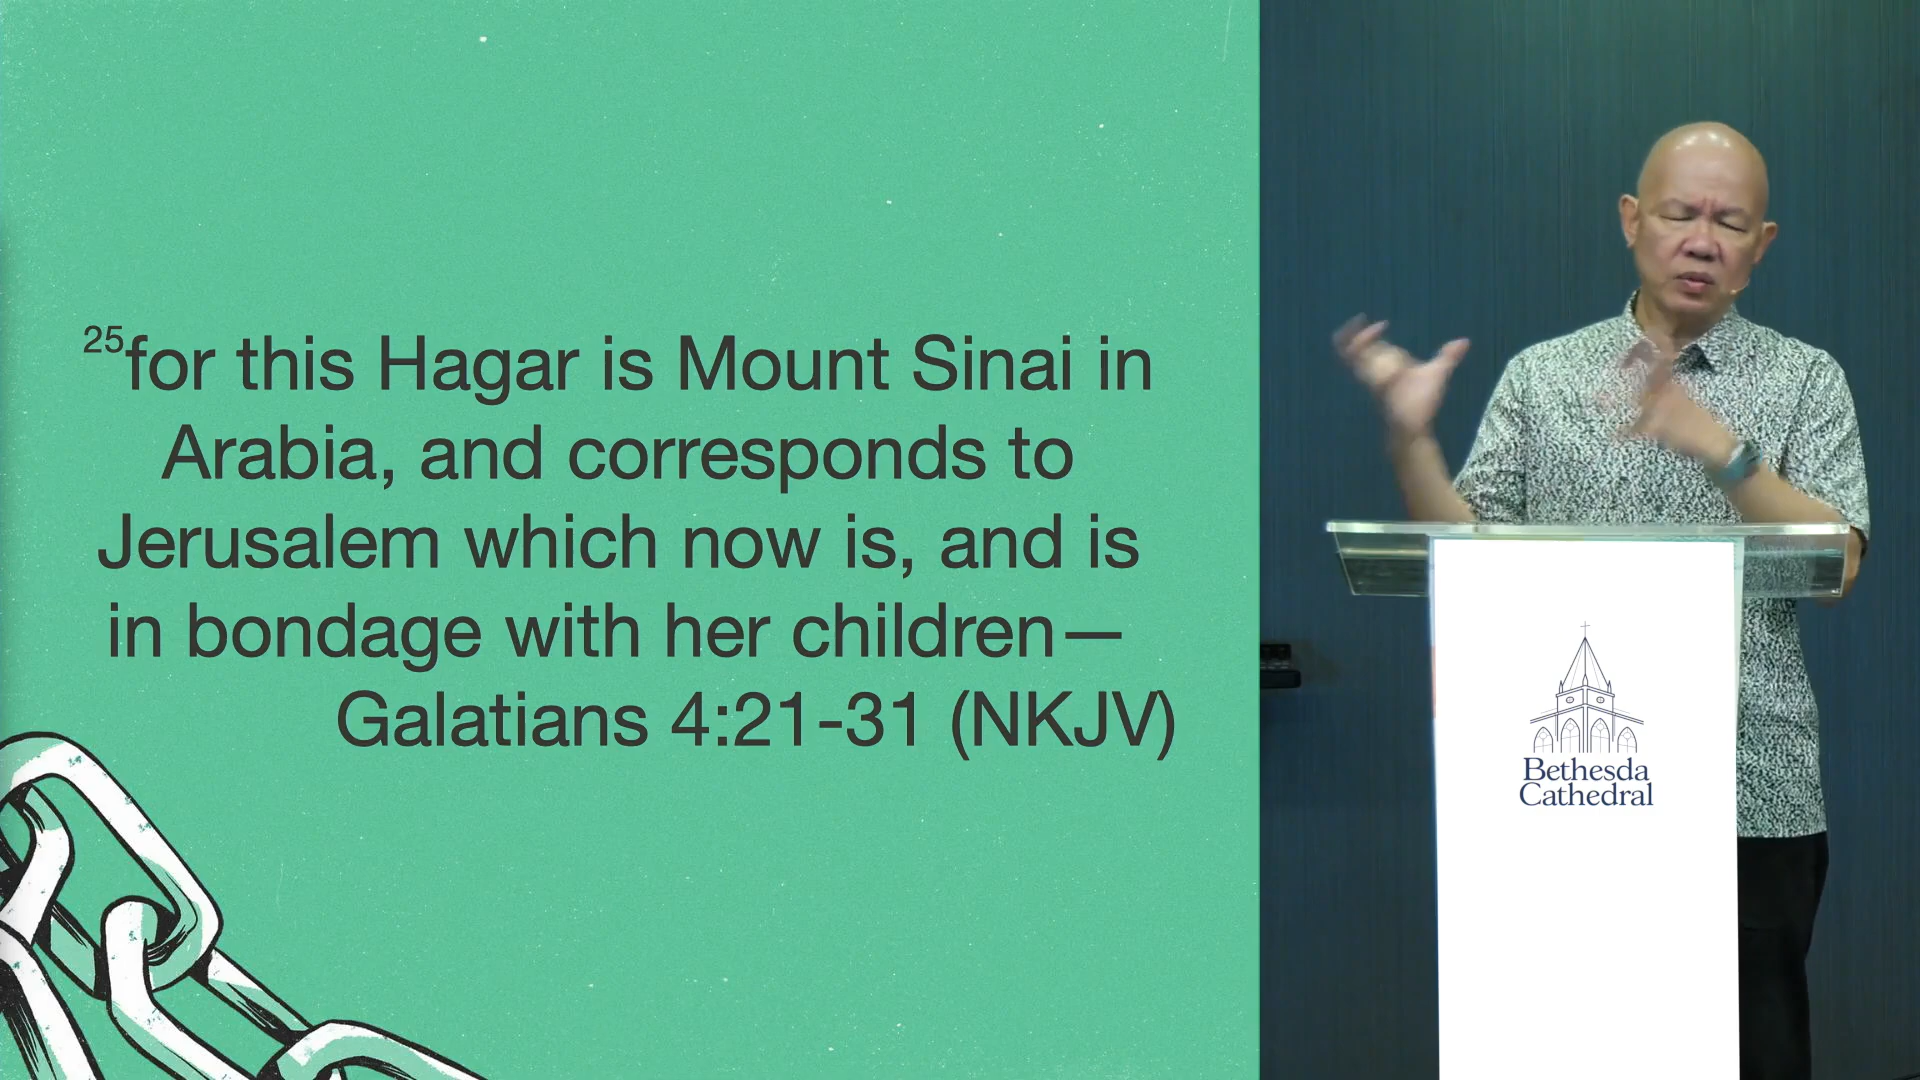 25for this Hagar is Mount Sinai in
Arabia, and corresponds to
Jerusalem which now is, and is
in bondage with her children—
Galatians 4:21-31 (NKJV)
Bethesda
Cathedral